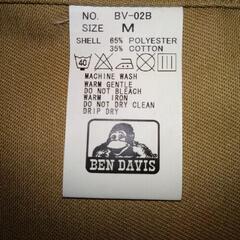 NO. BV-02B
SIZE M
SHELL 65% POLYESTER
35% COTTON
40
MACHINE WASH
WARM GENTLE
DO NOT BLEACH
WARM IRON
DO NOT DRY CLEAN
DRIP DRY
BEN DAVIS